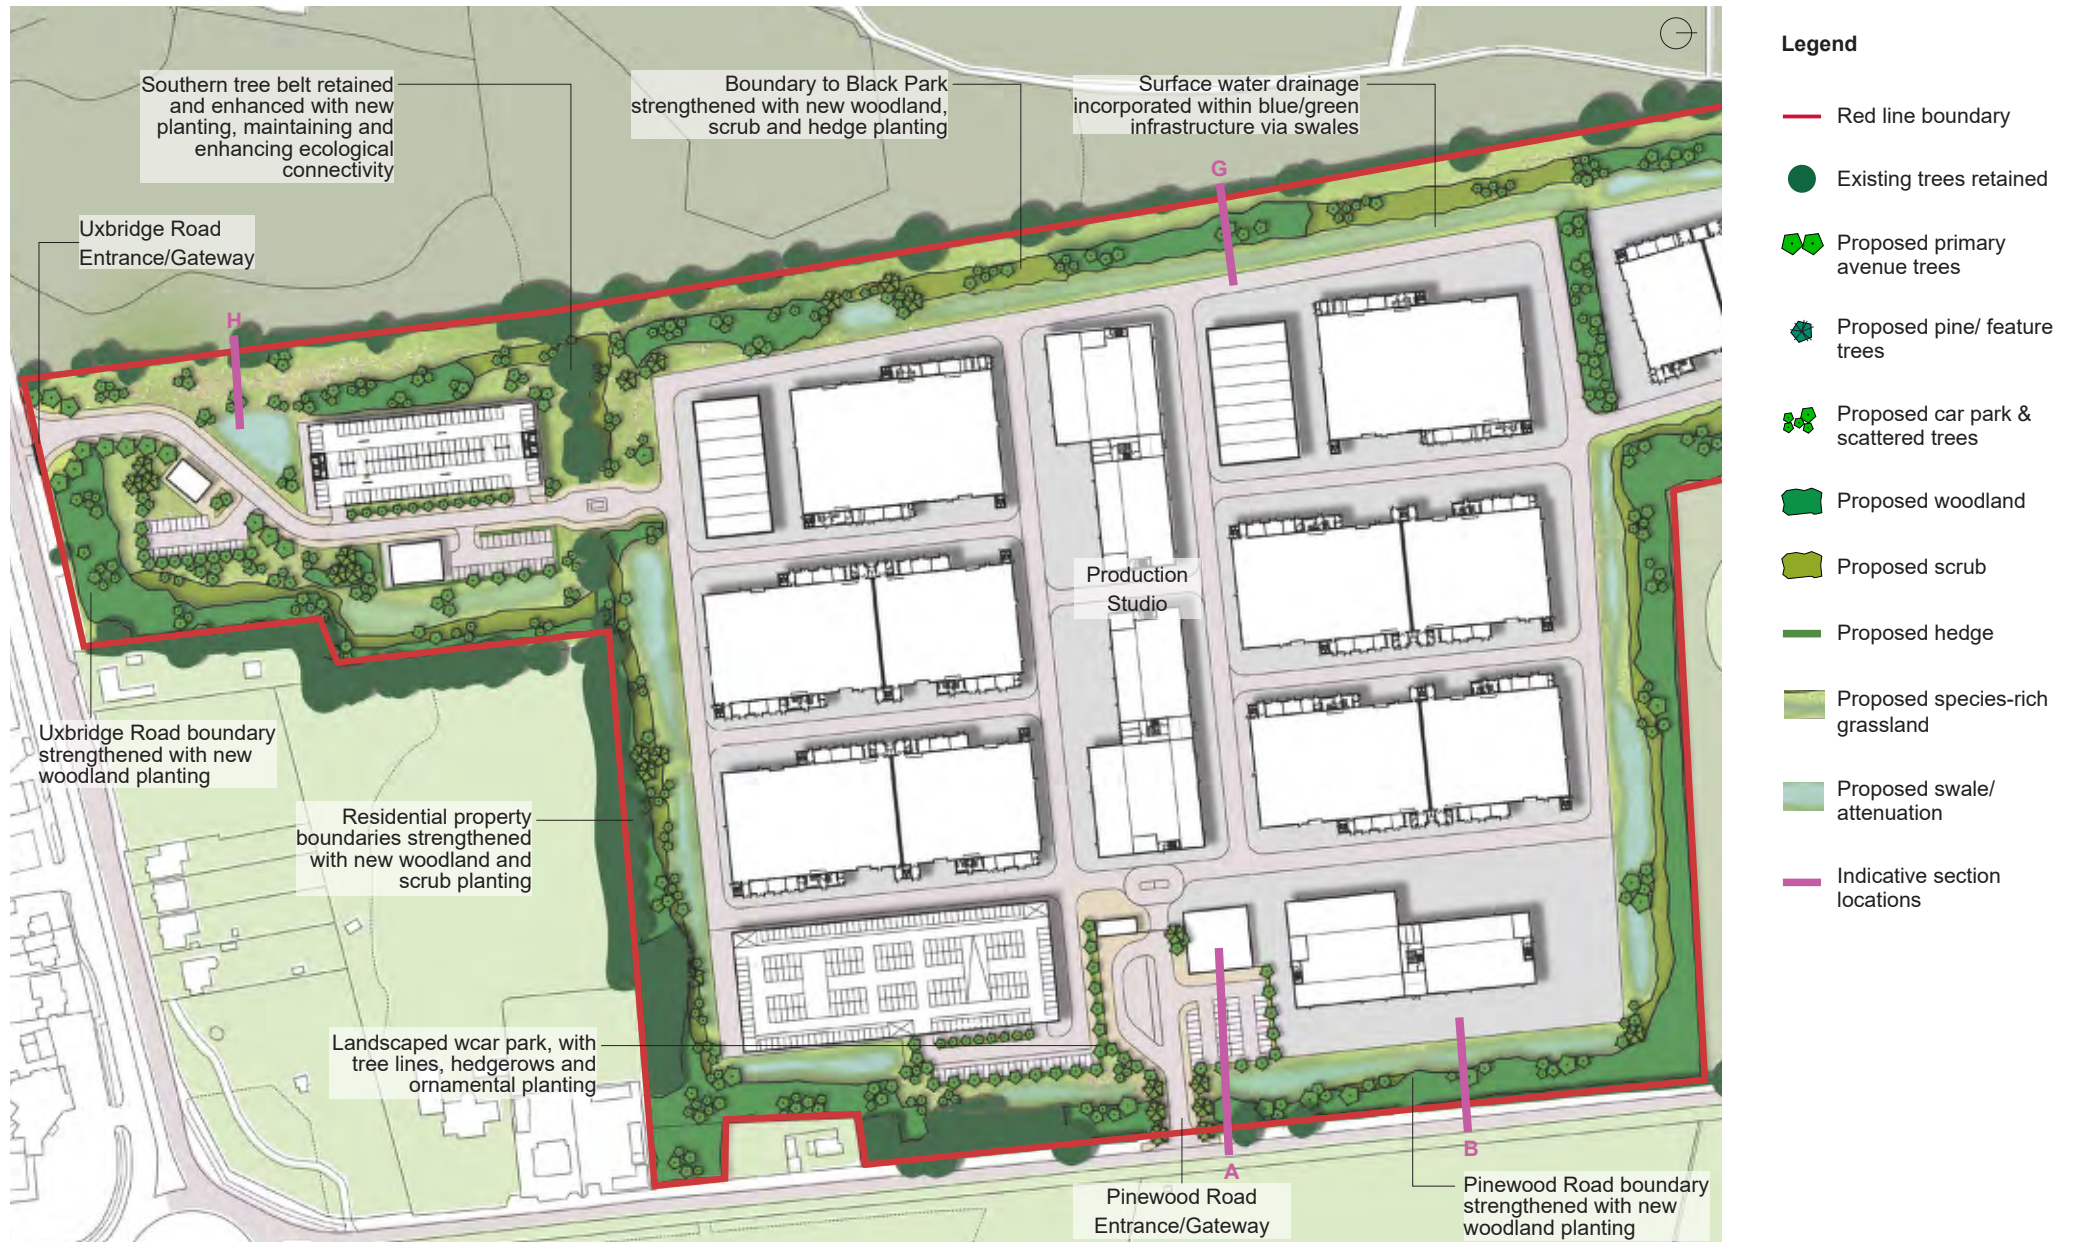 Southern tree belt retained
and enhanced with new
planting, maintaining and
enhancing ecological
connectivity
Boundary to Black Park
strengthened with new woodland,
scrub and hedge planting
Surface water drainage
incorporated within blue/green
infrastructure via swales
Uxbridge Road
Entrance/Gateway
G
H
Production
Studio
Uxbridge Road boundary
strengthened with new
woodland planting
Residential property
boundaries strengthened
with new woodland and
scrub planting
Landscaped wcar park, with
tree lines, hedgerows and
ornamental planting
A
B
Pinewood Road
Entrance/Gateway
Pinewood Road boundary
strengthened with new
woodland planting
Legend
Red line boundary
Existing trees retained
Proposed primary
avenue trees
Proposed pine/ feature
trees
Proposed car park &
scattered trees
Proposed woodland
Proposed scrub
Proposed hedge
Proposed species-rich
grassland
Proposed swale/
attenuation
Indicative section
locations